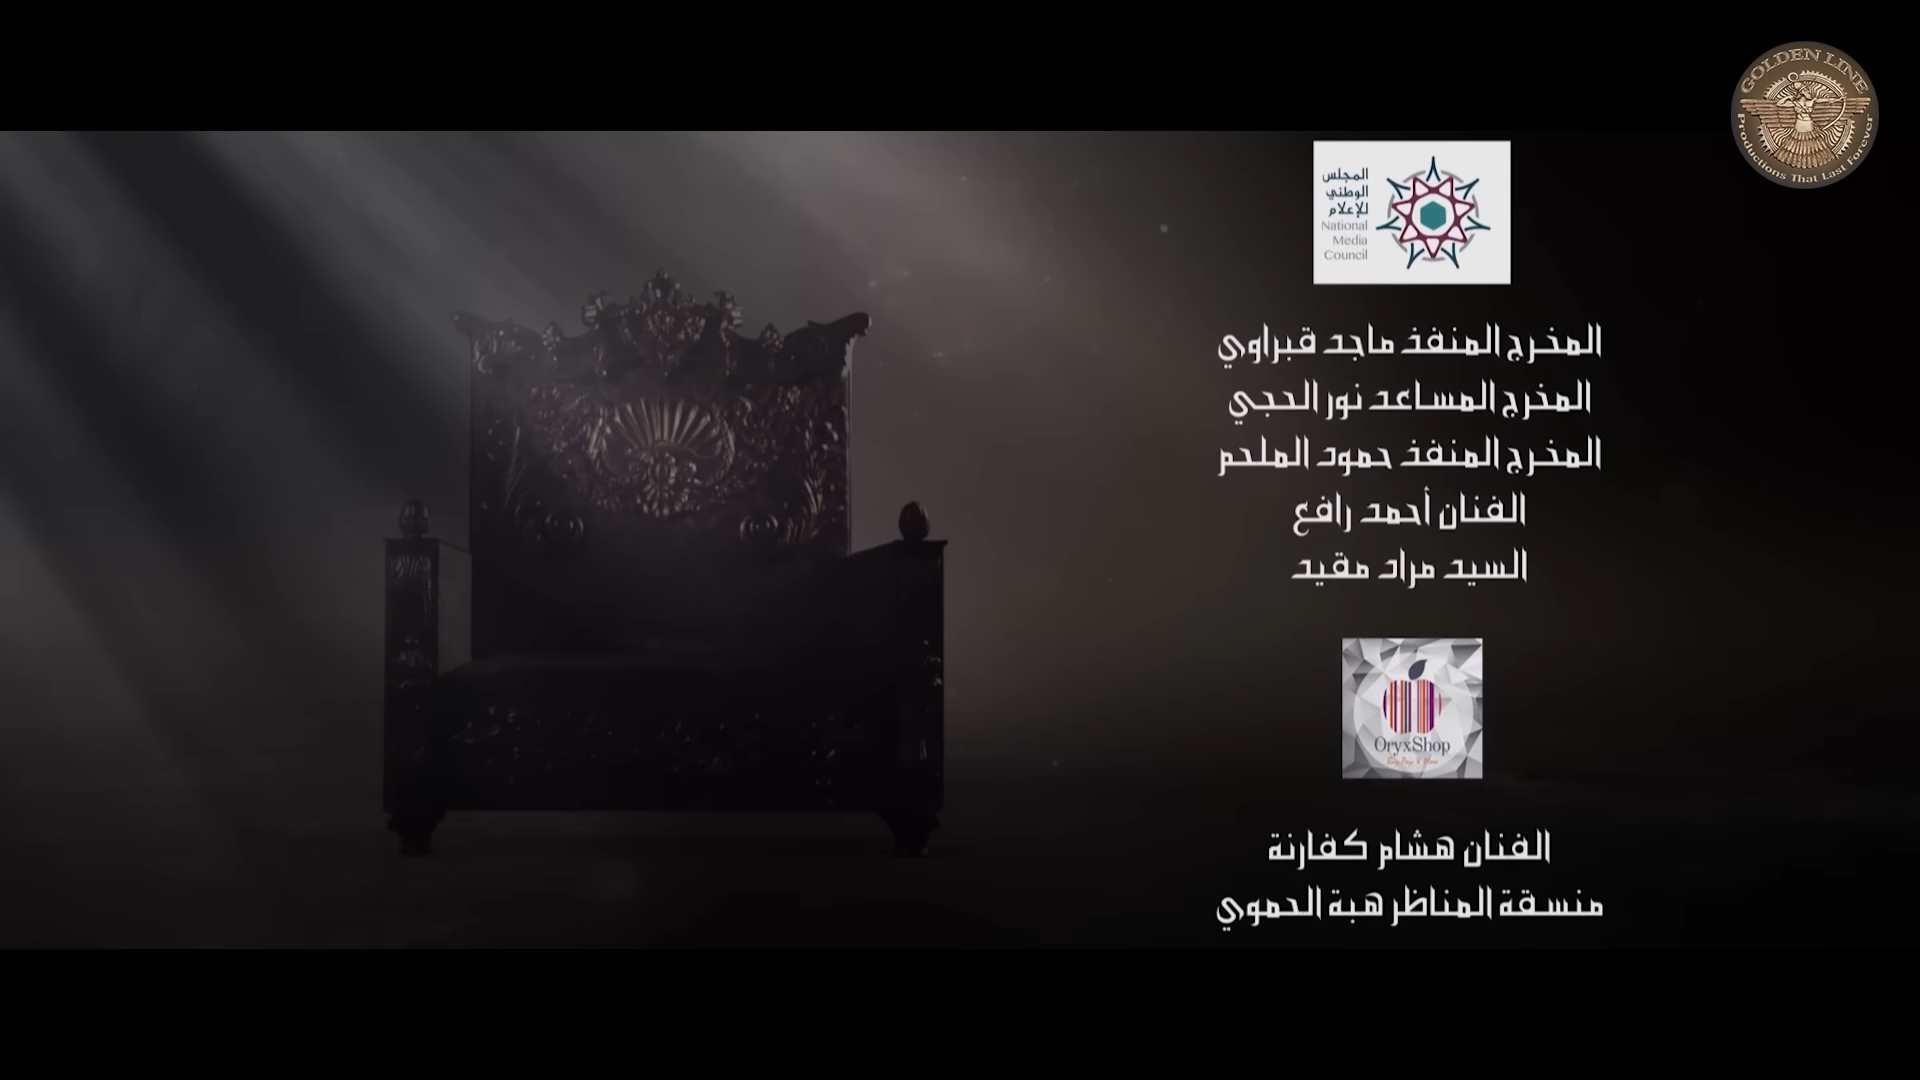 GOLDEN LINE
Productions That Last Forever
المجلس
الوطني
للإعلام
National
Media
Council
المخرج المنفذ ماجد قبراوي
المخرج المساعد نور الحجي
المخرج المنفذ حمود الملحم
الفنان أحمد رافع
السيد مراد مقيد
OryxShop
الفنان هشام كفارنة
منسقة المناظر هبة الحموي